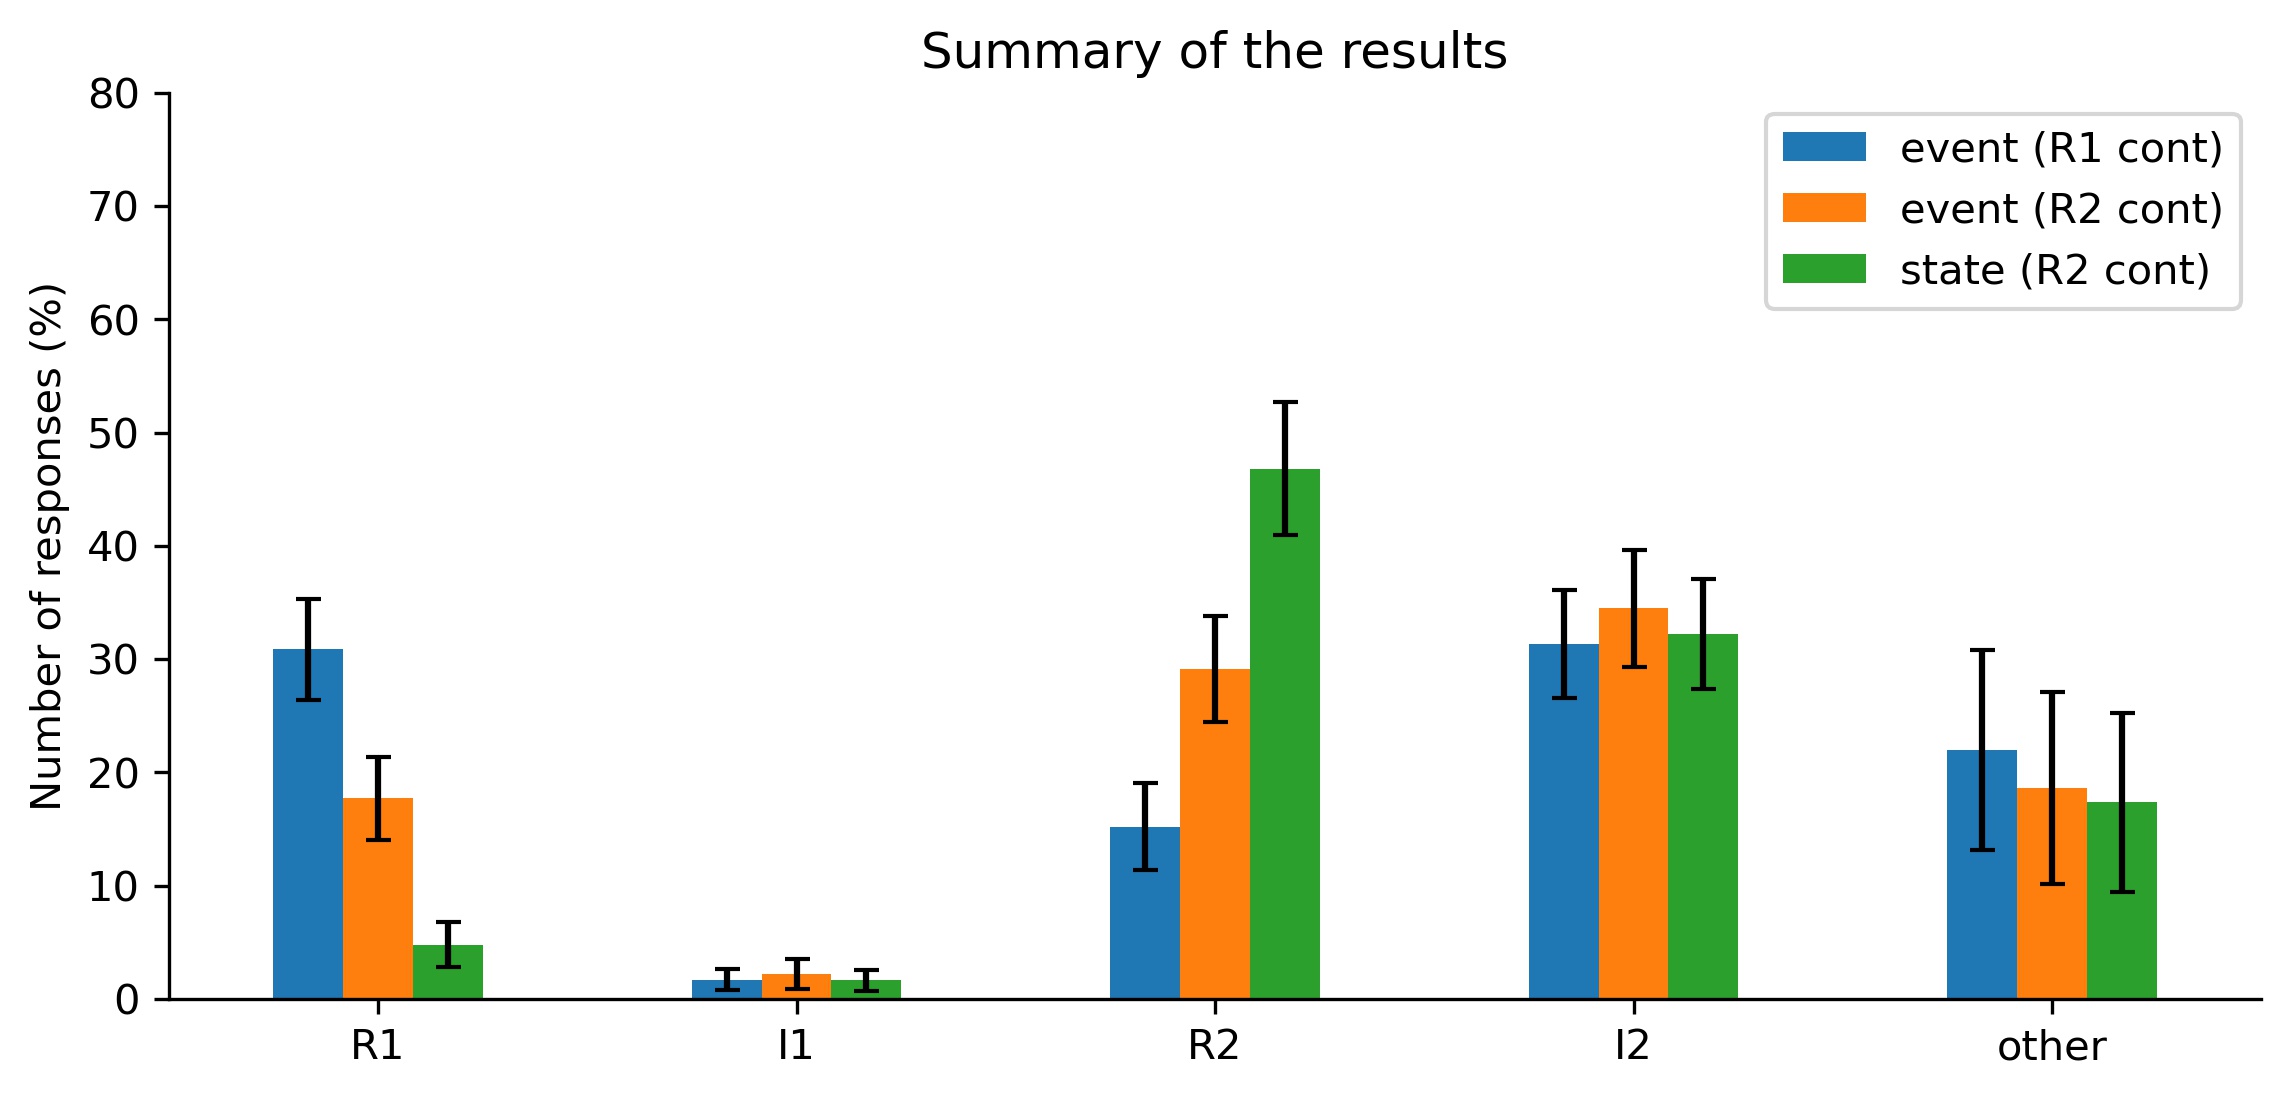 Summary of the results
80
70
60
50
40
30
20
10
0
Number of responses (%)
event (R1 cont)
event (R2 cont)
state (R2 cont)
R1
I1
R2
I2
other